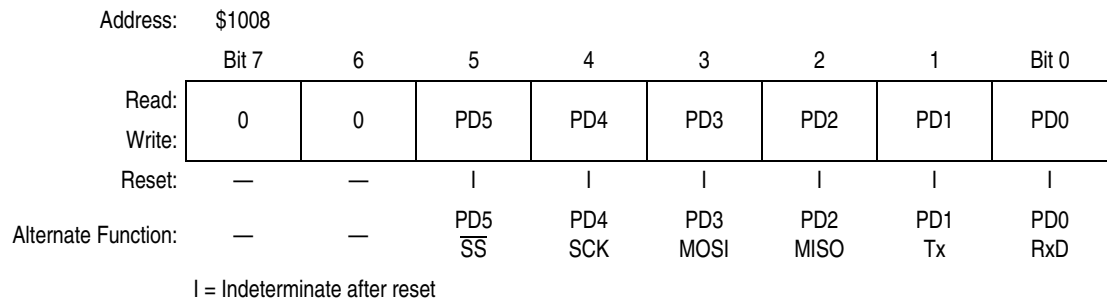 Address: $1008
Bit 7 6 5 4 3 2 1 Bit 0
Read:
0 0 PD5 PD4 PD3 PD2 PD1 PD0
Write:
Reset: — — I I I I I I
PD5 PD4 PD3 PD2 PD1 PD0
Alternate Function: — —
SS SCK MOSI MISO Tx RxD
I = Indeterminate after reset